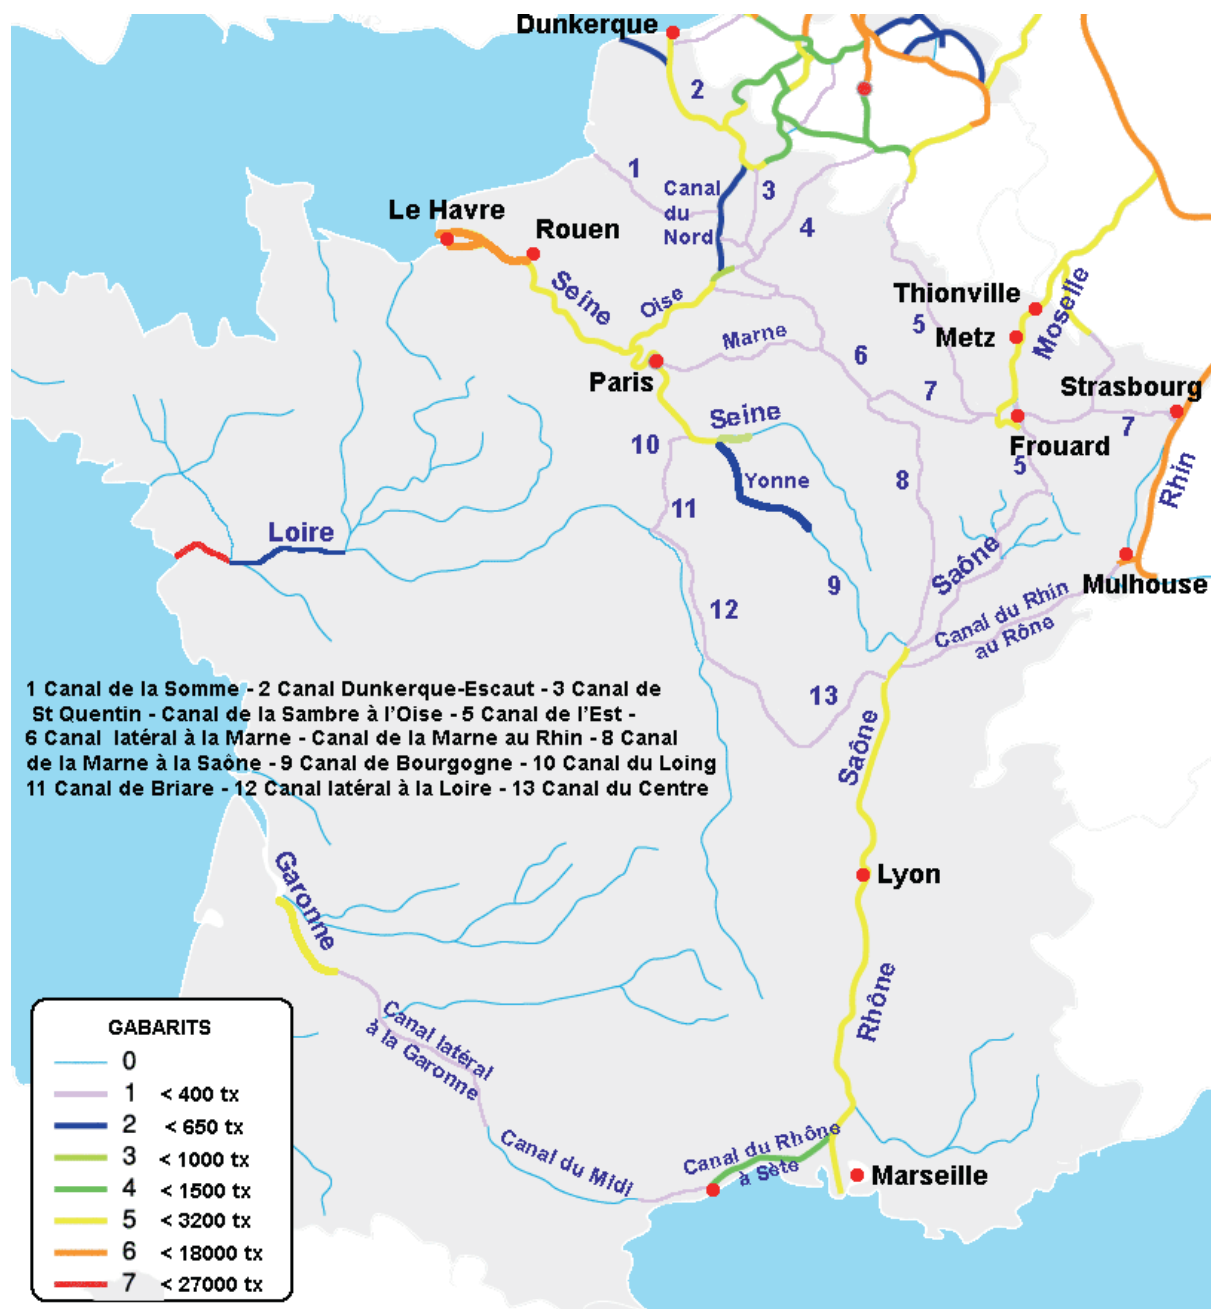 Dunkerque
2
1
Canal
du
Nord
3
4
Le Havre
Rouen
Seine
Oise
Thionville
Metz
Moselle
5
Marne
6
7
Paris
Strasbourg
7
Frouard
5
Rhin
Seine
10
Yonne
8
11
Loire
Saône
Mulhouse
9
12
Canal du Rhin
au Rône
13
1 Canal de la Somme - 2 Canal Dunkerque-Escaut - 3 Canal de
St Quentin - Canal de la Sambre à l'Oise - 5 Canal de l'Est -
6 Canal latéral à la Marne - Canal de la Marne au Rhin - 8 Canal
de la Marne à la Saône - 9 Canal de Bourgogne - 10 Canal du Loing
11 Canal de Briare - 12 Canal latéral à la Loire - 13 Canal du Centre
Saône
Garonne
Lyon
Rhône
Canal latéral
à la Garonne
Canal du Midi
Canal du Rhône
à Sète
Marseille
GABARITS
0
1 < 400 tx
2 < 650 tx
3 < 1000 tx
4 < 1500 tx
5 < 3200 tx
6 < 18000 tx
7 < 27000 tx